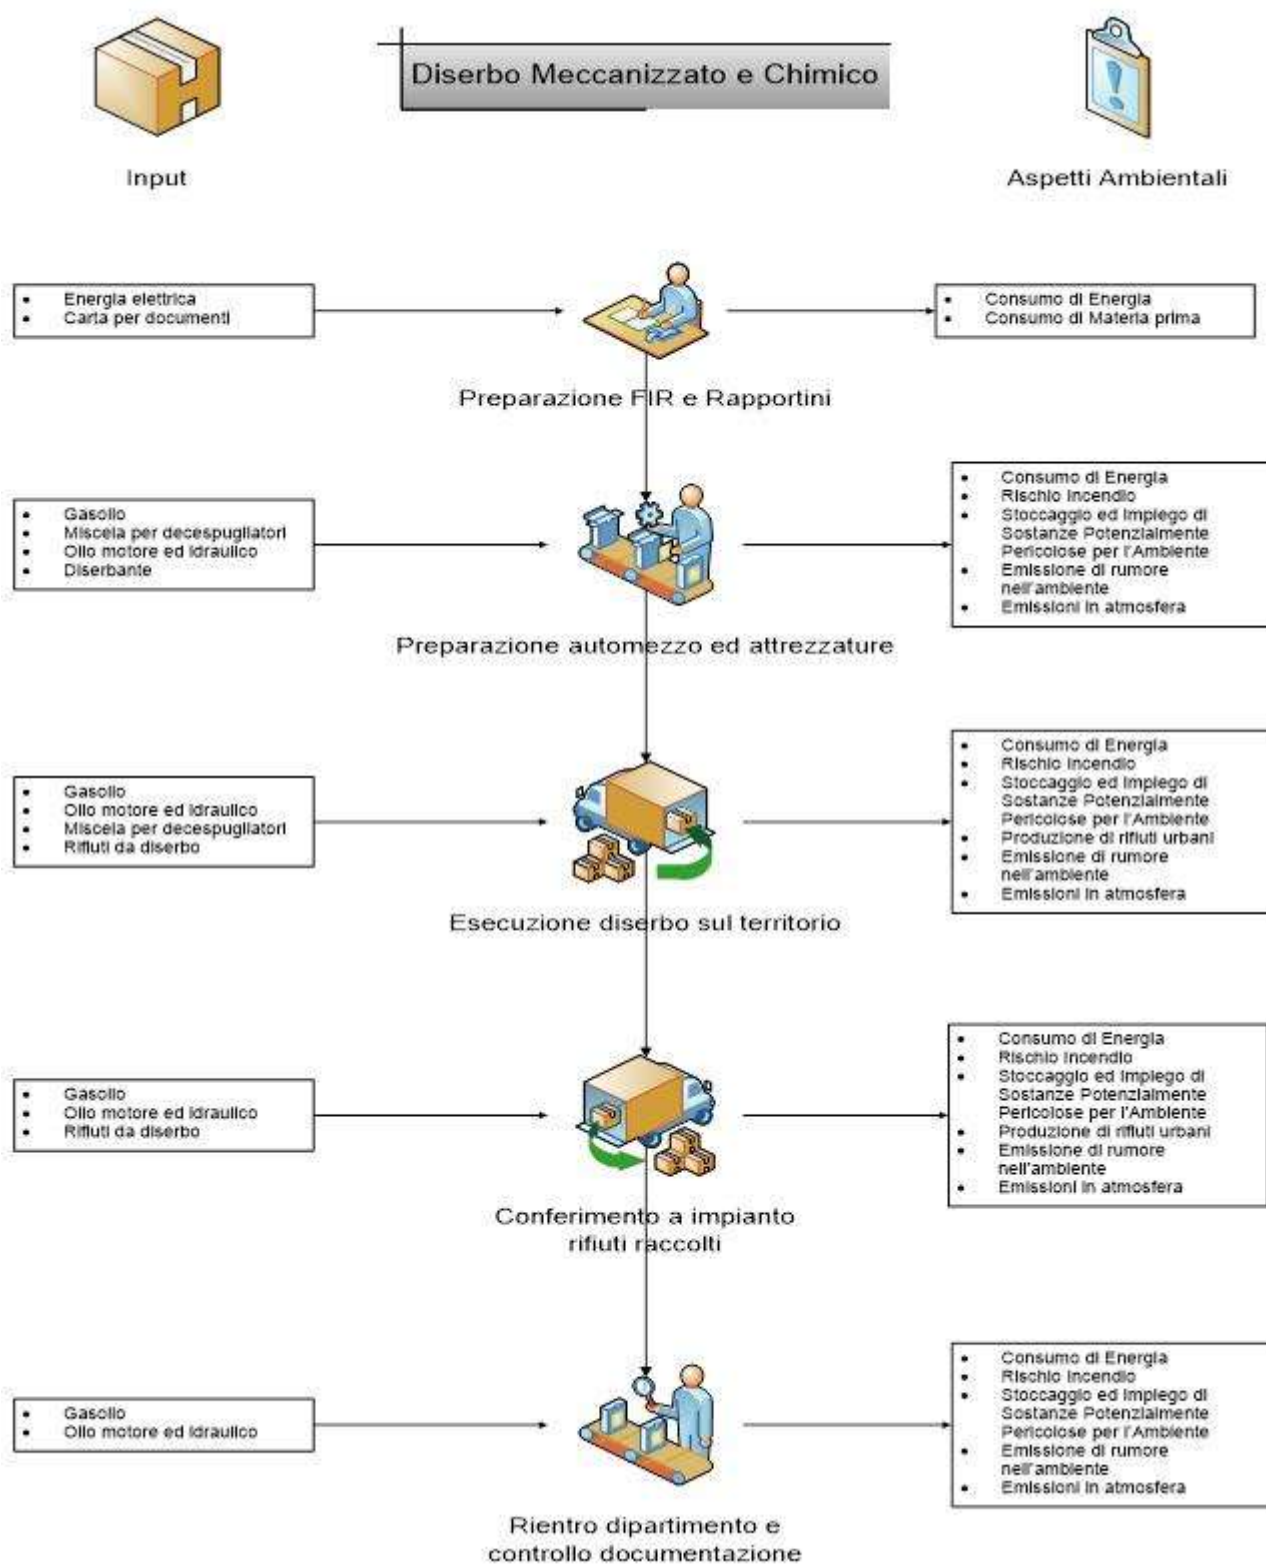 Diserbo Meccanizzato e Chimico
Input
Aspetti Ambientali
• Energia elettrica
• Carta per documenti
Preparazione FIR e Rapportini
• Consumo di Energia
• Consumo di Materia prima
• Gasolio
• Miscela per decespugliatori
• Olio motore ed idraulico
• Diserbante
Preparazione automezzo ed attrezzature
• Consumo di Energia
• Rischio incendio
• Stoccaggio ed impiego di
Sostanze Potenzialmente
Pericolose per l'Ambiente
• Emissione di rumore
nell'ambiente
• Emissioni in atmosfera
• Gasolio
• Olio motore ed idraulico
• Miscela per decespugliatori
• Rifiuti da diserbo
Esecuzione diserbo sul territorio
• Consumo di Energia
• Rischio incendio
• Stoccaggio ed impiego di
Sostanze Potenzialmente
Pericolose per l'Ambiente
• Produzione di rifiuti urbani
• Emissione di rumore
nell'ambiente
• Emissioni in atmosfera
• Gasolio
• Olio motore ed idraulico
• Rifiuti da diserbo
Conferimento a impianto
rifiuti raccolti
• Consumo di Energia
• Rischio incendio
• Stoccaggio ed impiego di
Sostanze Potenzialmente
Pericolose per l'Ambiente
• Produzione di rifiuti urbani
• Emissione di rumore
nell'ambiente
• Emissioni in atmosfera
• Gasolio
• Olio motore ed idraulico
Rientro dipartimento e
controllo documentazione
• Consumo di Energia
• Rischio incendio
• Stoccaggio ed impiego di
Sostanze Potenzialmente
Pericolose per l'Ambiente
• Emissione di rumore
nell'ambiente
• Emissioni in atmosfera